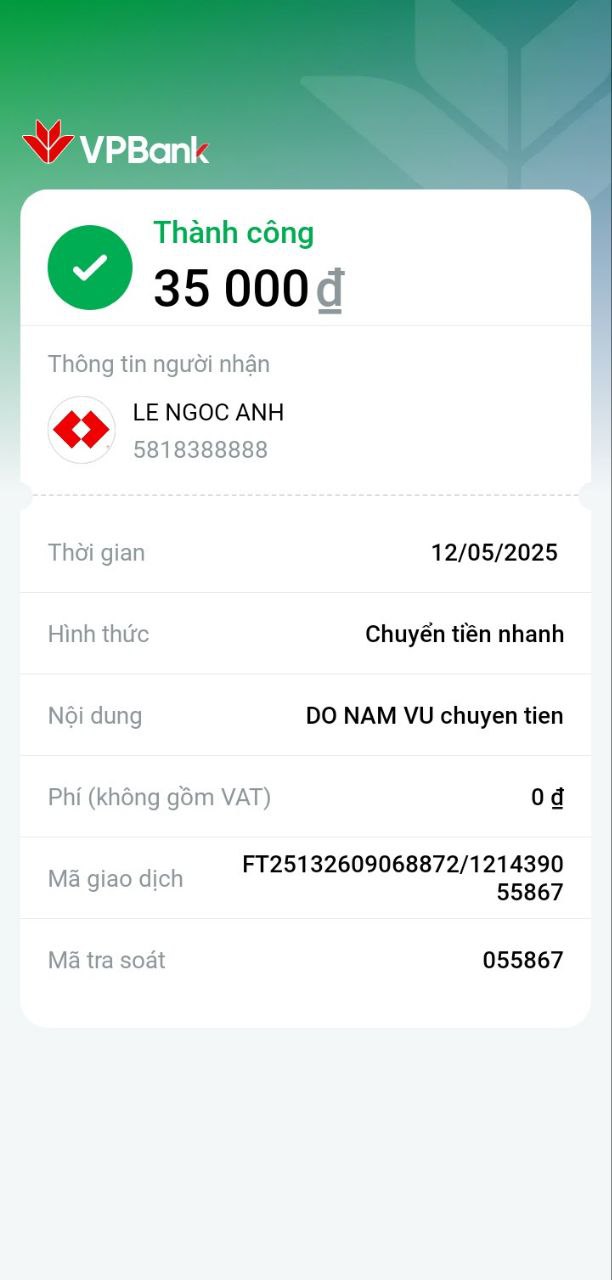 VPBank
Thành công
35 000 đ
Thông tin người nhận
LE NGOC ANH
5818388888
Thời gian 12/05/2025
Hình thức Chuyển tiền nhanh
Nội dung DO NAM VU chuyen tien
Phí (không gồm VAT) 0 đ
Mã giao dịch FT25132609068872/1214390
55867
Mã tra soát 055867